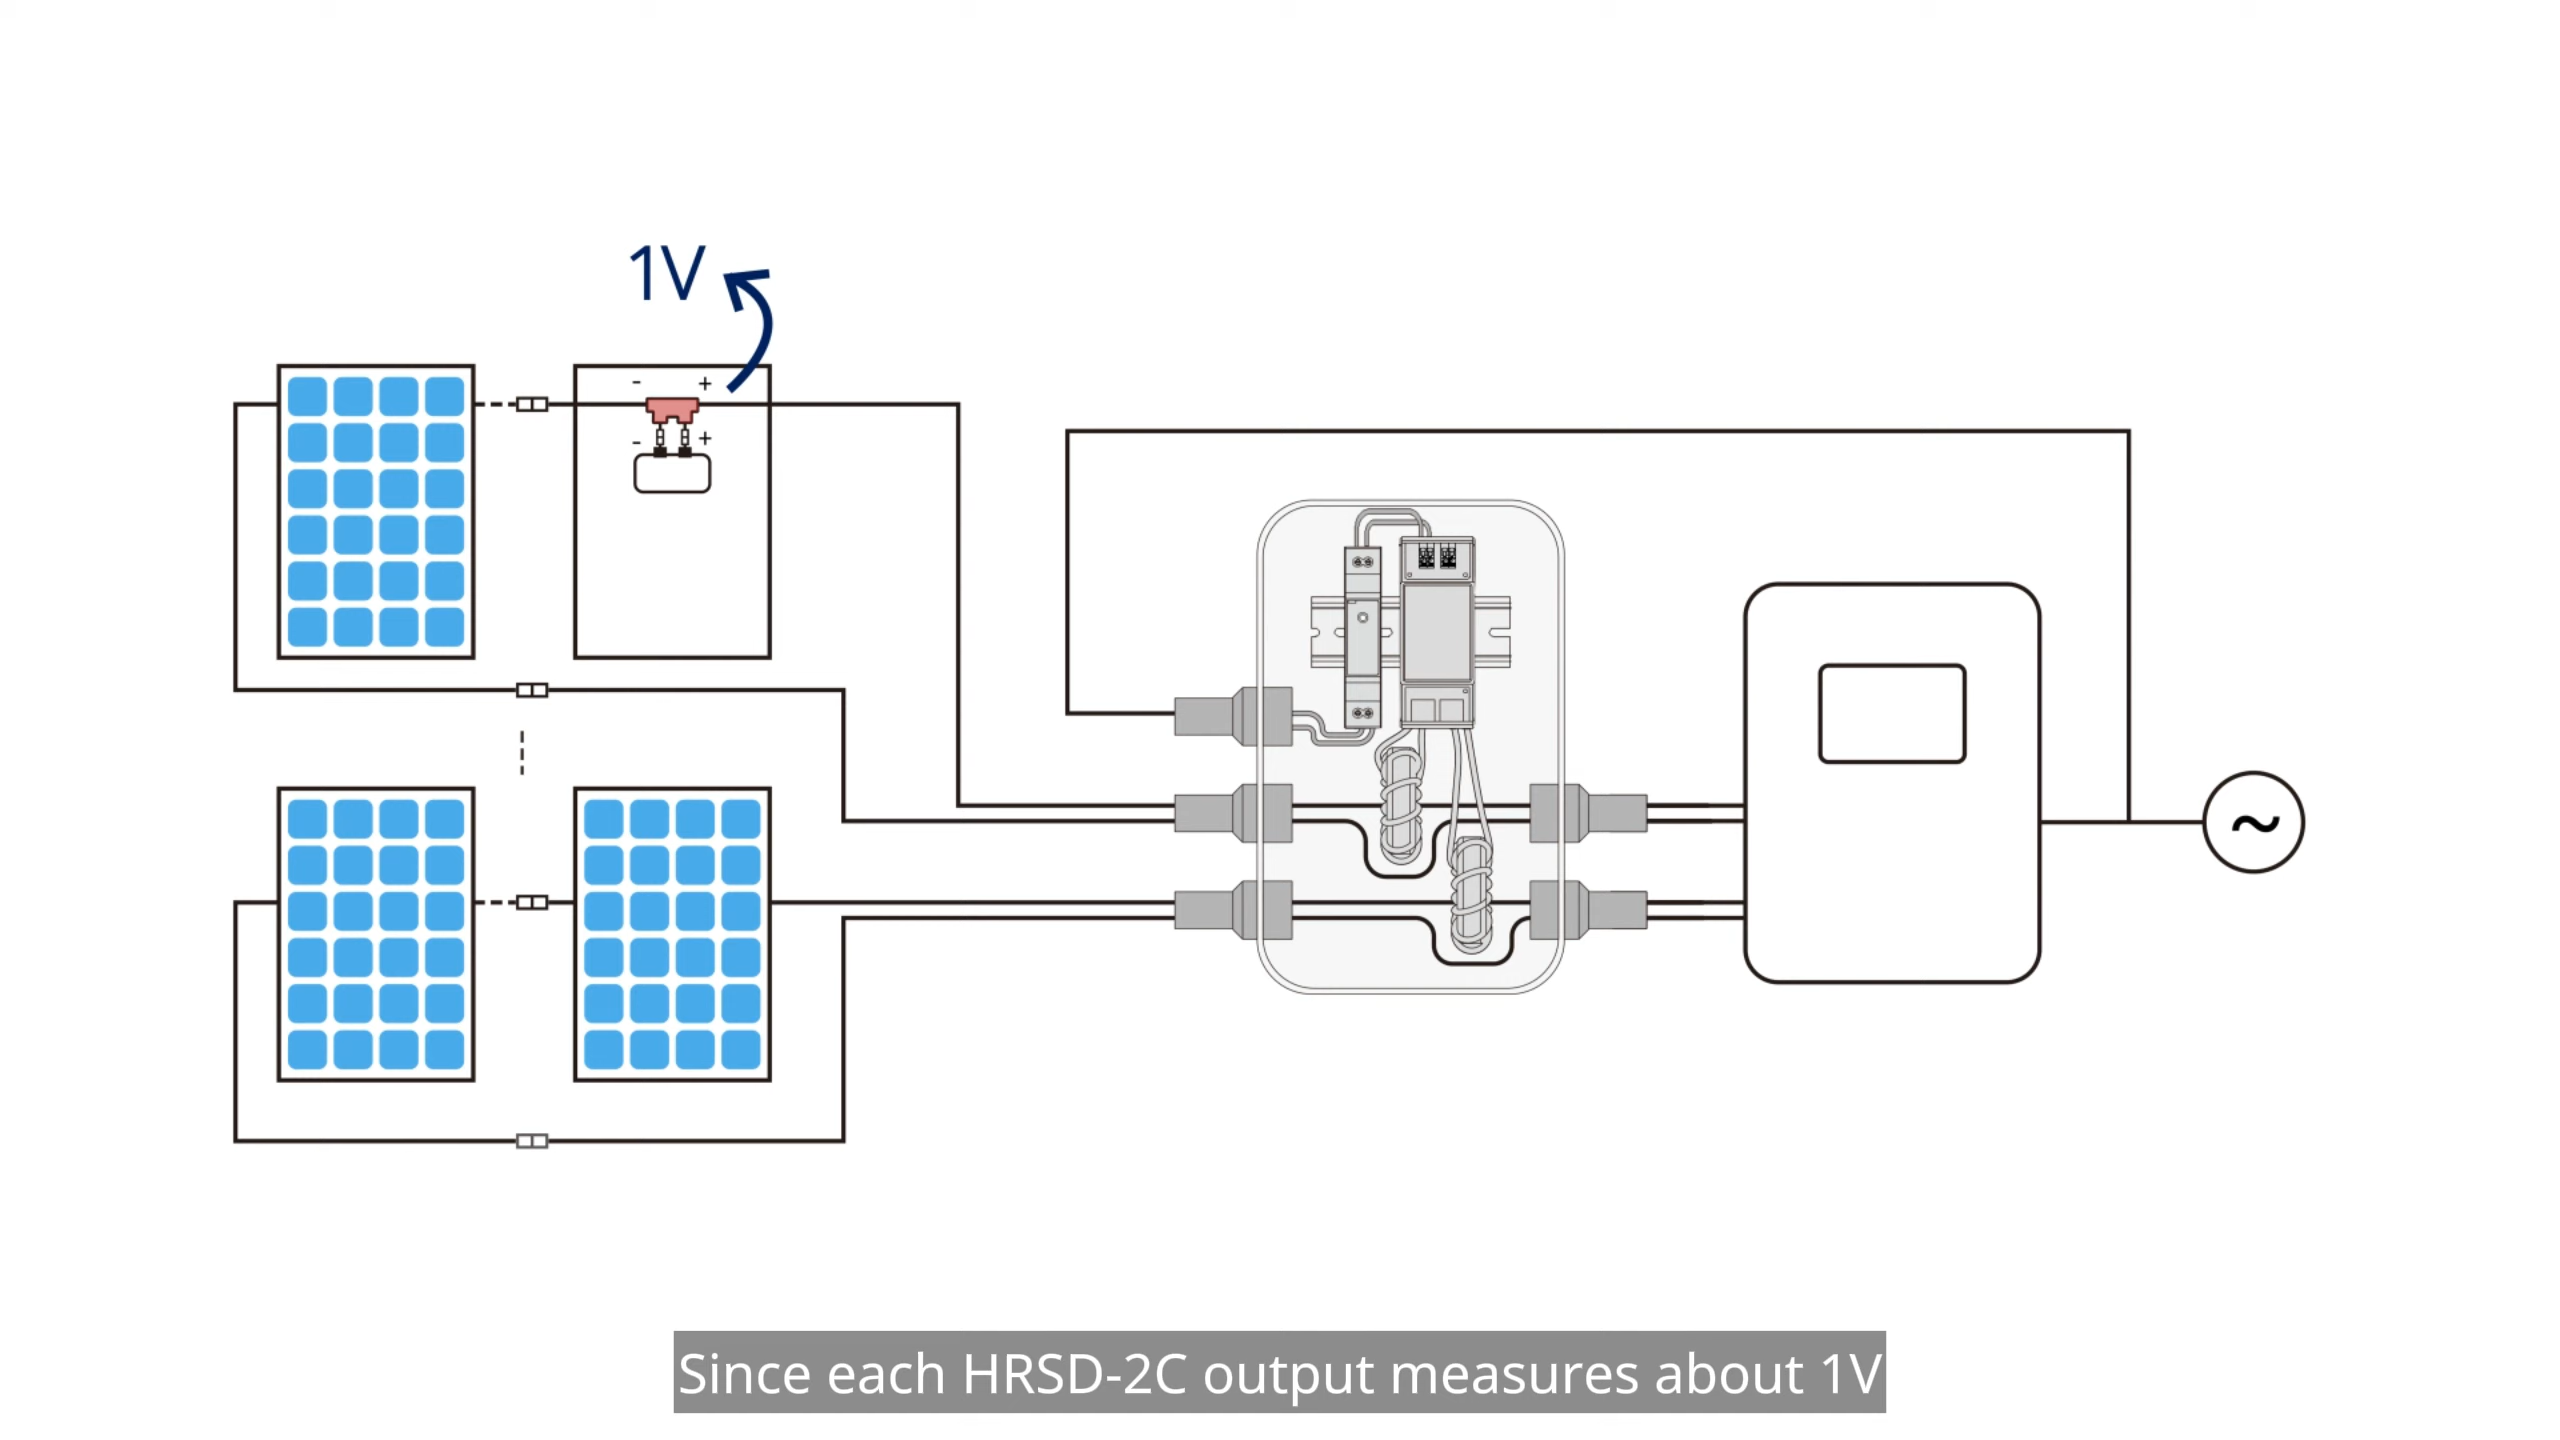 1V
- +
- +
~
Since each HRSD-2C output measures about 1V